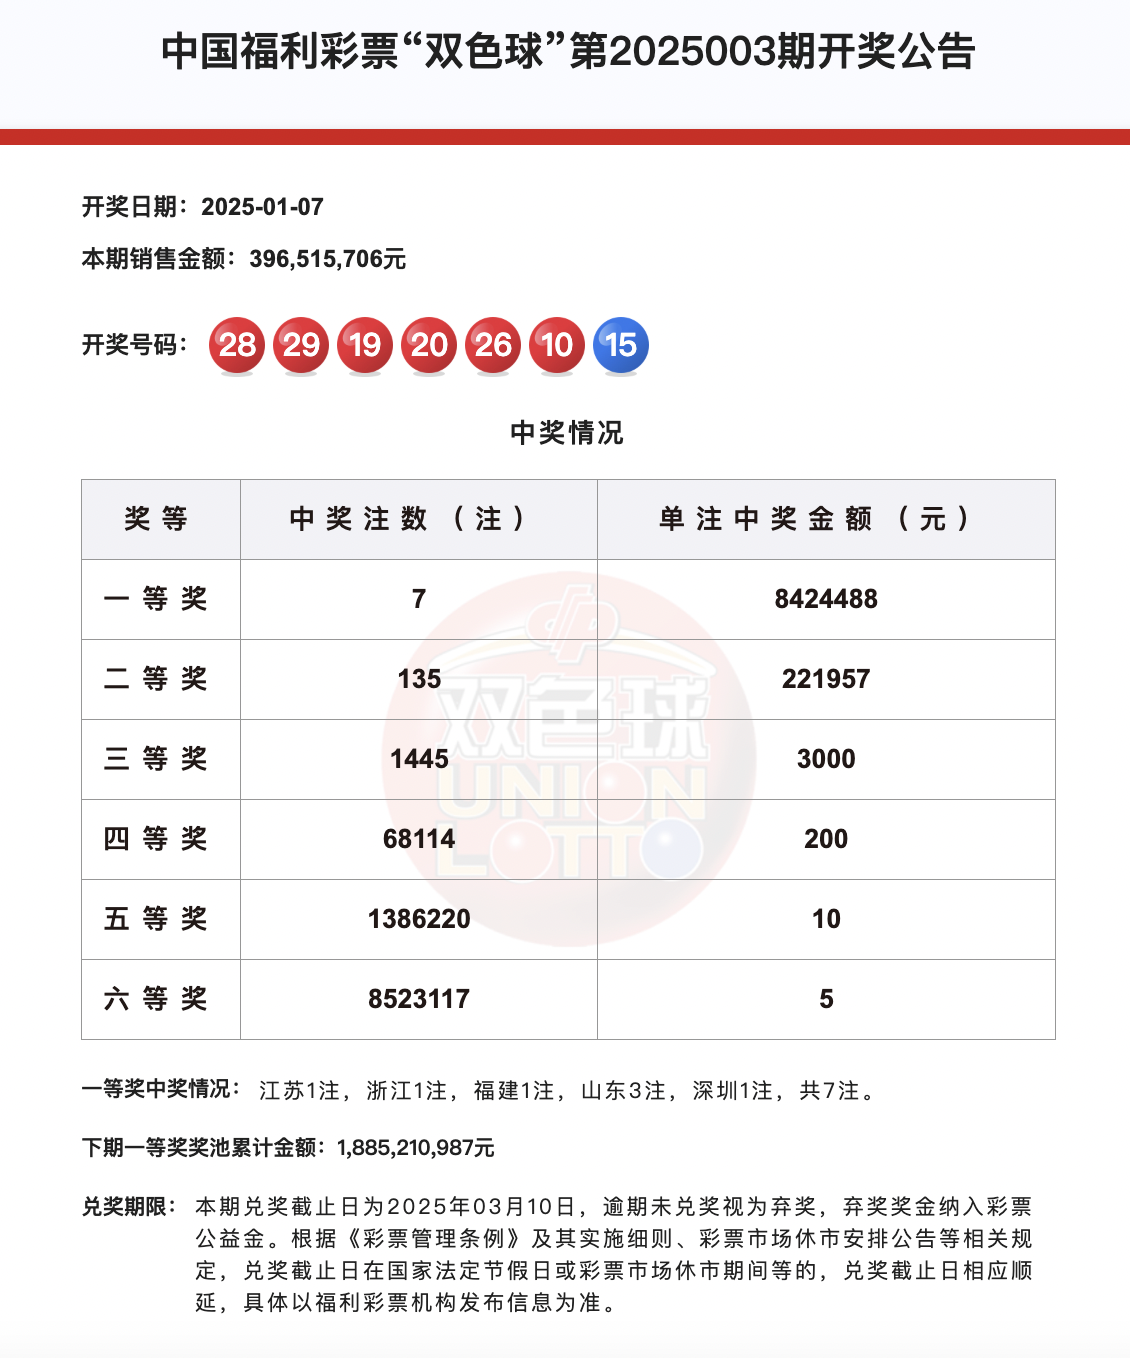 中国福利彩票“双色球”第2025003期开奖公告
开奖日期：2025-01-07
本期销售金额：396,515,706元
开奖号码： 28 29 19 20 26 10 15
中奖情况
奖等 中奖注数（注） 单注中奖金额（元）
一等奖 7 8424488
二等奖 135 221957
三等奖 1445 3000
四等奖 68114 200
五等奖 1386220 10
六等奖 8523117 5
双色球
UNION
LOTTO
一等奖中奖情况： 江苏1注，浙江1注，福建1注，山东3注，深圳1注，共7注。
下期一等奖奖池累计金额：1,885,210,987元
兑奖期限： 本期兑奖截止日为2025年03月10日，逾期未兑奖视为弃奖，弃奖奖金纳入彩票
公益金。根据《彩票管理条例》及其实施细则、彩票市场休市安排公告等相关规
定，兑奖截止日在国家法定节假日或彩票市场休市期间等的，兑奖截止日相应顺
延，具体以福利彩票机构发布信息为准。